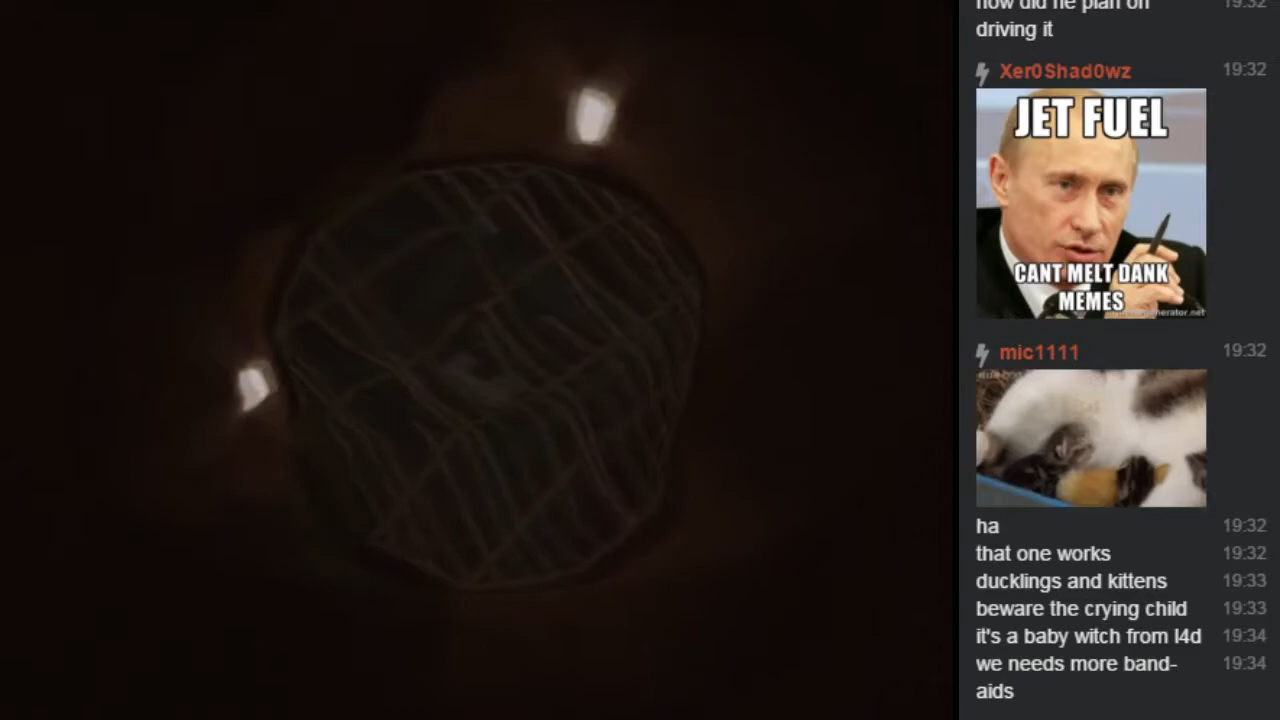 driving it
Xer0Shad0wz 19:32
JET FUEL
CANT MELT DANK
MEMES
mic1111 19:32
ha 19:32
that one works 19:32
ducklings and kittens 19:33
beware the crying child 19:33
it's a baby witch from l4d 19:34
we needs more band- 19:34
aids